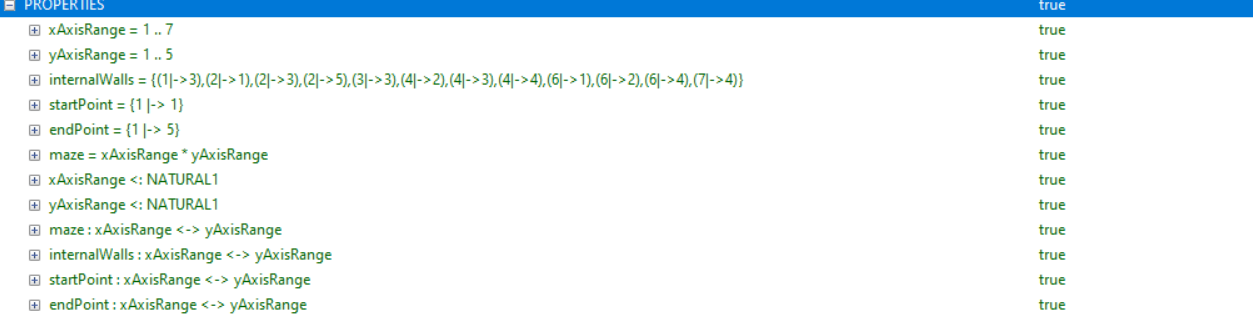 PROPERTIES true
xAxisRange = 1 .. 7 true
yAxisRange = 1 .. 5 true
internalWalls = {(1|->3),(2|->1),(2|->3),(2|->5),(3|->3),(4|->2),(4|->3),(4|->4),(6|->1),(6|->2),(6|->4),(7|->4)} true
startPoint = {1 |-> 1} true
endPoint = {1 |-> 5} true
maze = xAxisRange * yAxisRange true
xAxisRange <: NATURAL1 true
yAxisRange <: NATURAL1 true
maze : xAxisRange <-> yAxisRange true
internalWalls : xAxisRange <-> yAxisRange true
startPoint : xAxisRange <-> yAxisRange true
endPoint : xAxisRange <-> yAxisRange true